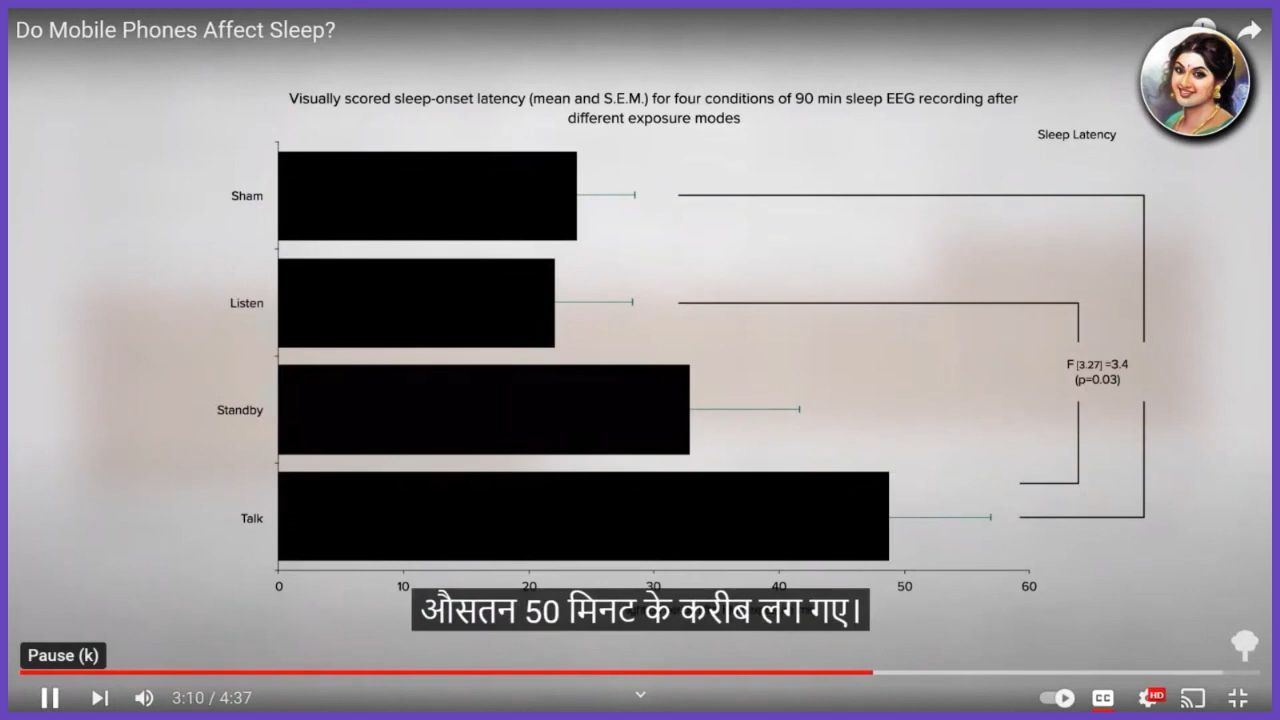 Do Mobile Phones Affect Sleep?
Visually scored sleep-onset latency (mean and S.E.M.) for four conditions of 90 min sleep EEG recording after
different exposure modes
Sleep Latency
Sham
Listen
F [3.27] =3.4
(p=0.03)
Standby
Talk
0 10 20 30 40 50 60
औसतन 50 मिनट के करीब लग गए।
Pause (k)
3:10 / 4:37
CC
HD